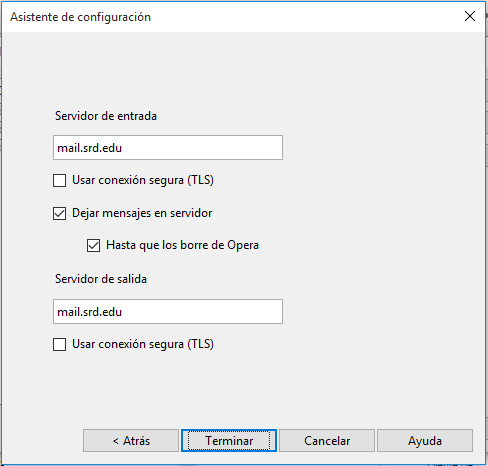 Asistente de configuración
Servidor de entrada
mail.srd.edu
Usar conexión segura (TLS)
Dejar mensajes en servidor
Hasta que los borre de Opera
Servidor de salida
mail.srd.edu
Usar conexión segura (TLS)
< Atrás
Terminar
Cancelar
Ayuda